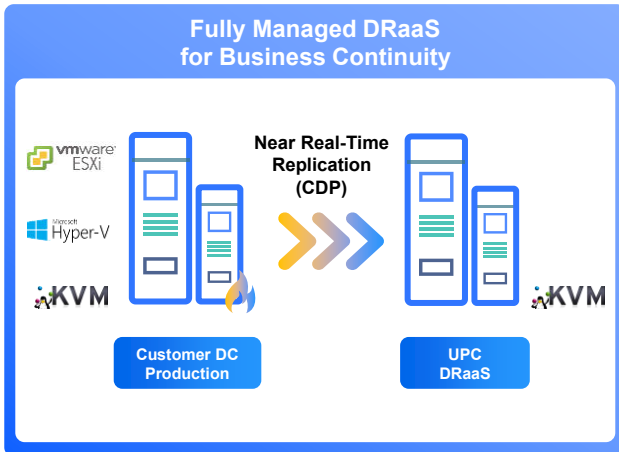 Fully Managed DRaaS
for Business Continuity
vmware
ESXi
Microsoft
Hyper-V
KVM
Near Real-Time
Replication
(CDP)
KVM
Customer DC
Production
UPC
DRaaS